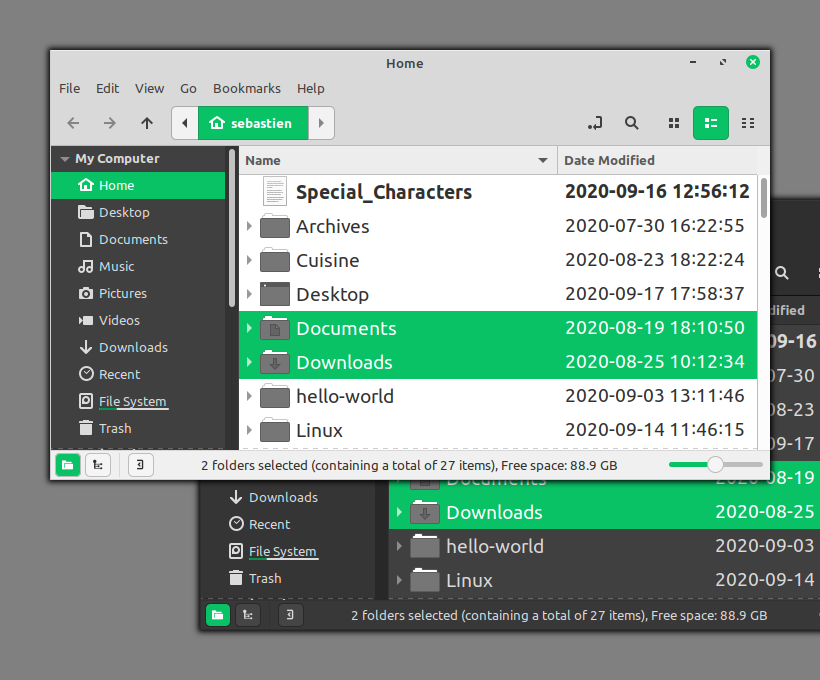 Home
File Edit View Go Bookmarks Help
sebastien
My Computer
Home
Desktop
Documents
Music
Pictures
Videos
Downloads
Recent
File System
Trash
Name Date Modified
Special_Characters 2020-09-16 12:56:12
Archives 2020-07-30 16:22:55
Cuisine 2020-08-23 18:22:24
Desktop 2020-09-17 17:58:37
Documents 2020-08-19 18:10:50
Downloads 2020-08-25 10:12:34
hello-world 2020-09-03 13:11:46
Linux 2020-09-14 11:46:15
2 folders selected (containing a total of 27 items), Free space: 88.9 GB
dified
09-16
07-30
08-23
09-17
Documents 08-19
Downloads 2020-08-25
hello-world 2020-09-03
Linux 2020-09-14
Downloads
Recent
File System
Trash
2 folders selected (containing a total of 27 items), Free space: 88.9 GB